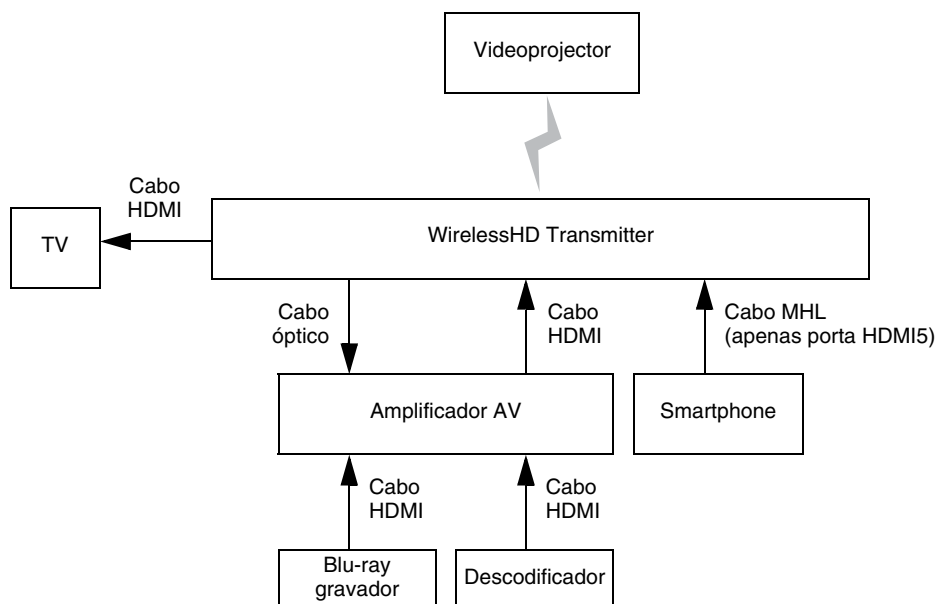 Videoprojector
Cabo
HDMI
TV
WirelessHD Transmitter
Cabo
óptico
Cabo
HDMI
Cabo MHL
(apenas porta HDMI5)
Amplificador AV
Smartphone
Cabo
HDMI
Cabo
HDMI
Blu-ray
gravador
Descodificador